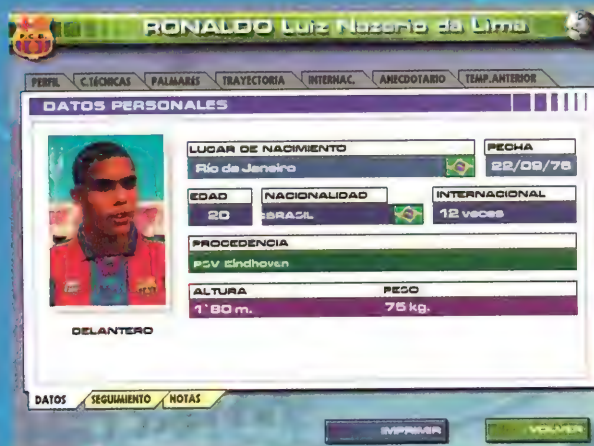 RONALDO Luiz Nazario da Lima
PERFIL C.TÉCNICAS PALMARÉS TRAYECTORIA INTERNAC. ANECDOTARIO TEMP.ANTERIOR
DATOS PERSONALES
LUGAR DE NACIMIENTO FECHA
Río de Janeiro 22/09/76
EDAD NACIONALIDAD INTERNACIONAL
20 BRASIL 12 veces
PROCEDENCIA
PSV Eindhoven
ALTURA PESO
1'80 m. 75 kg.
DELANTERO
DATOS SEGUIMIENTO NOTAS
IMPRIMIR VOLVER